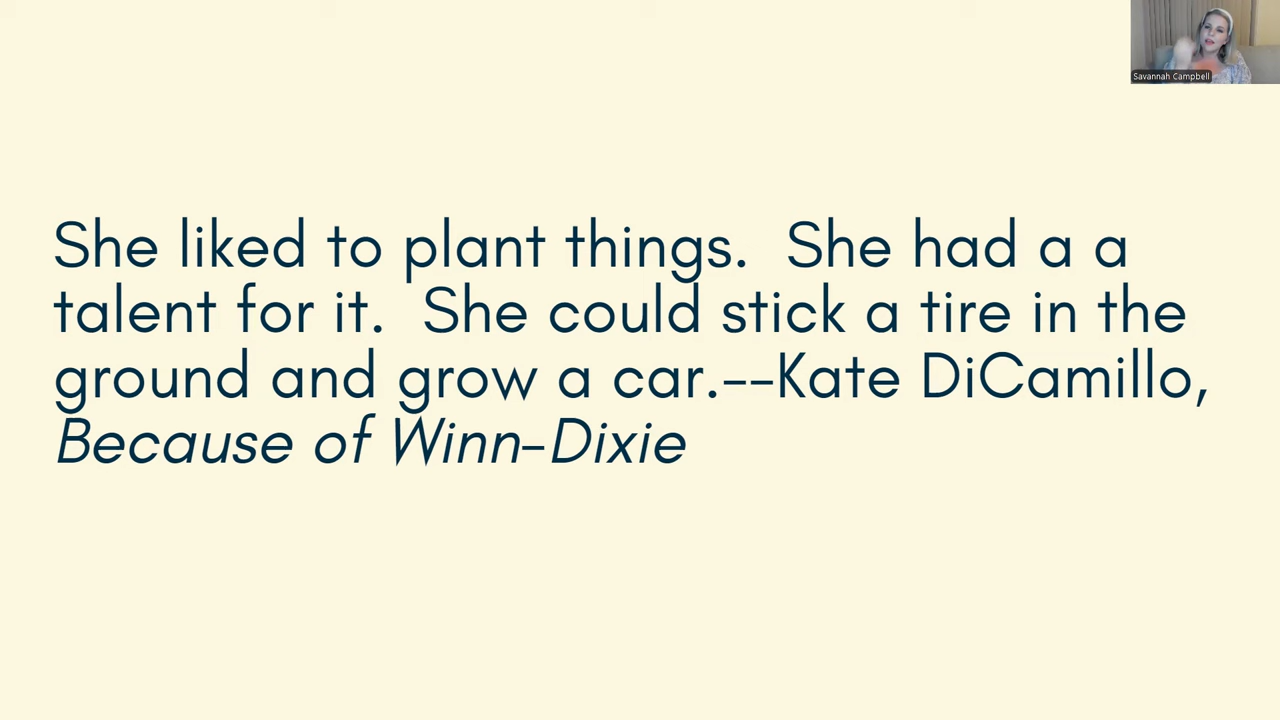 Savannah Campbell
She liked to plant things.  She had a a
talent for it.  She could stick a tire in the
ground and grow a car.--Kate DiCamillo,
Because of Winn-Dixie